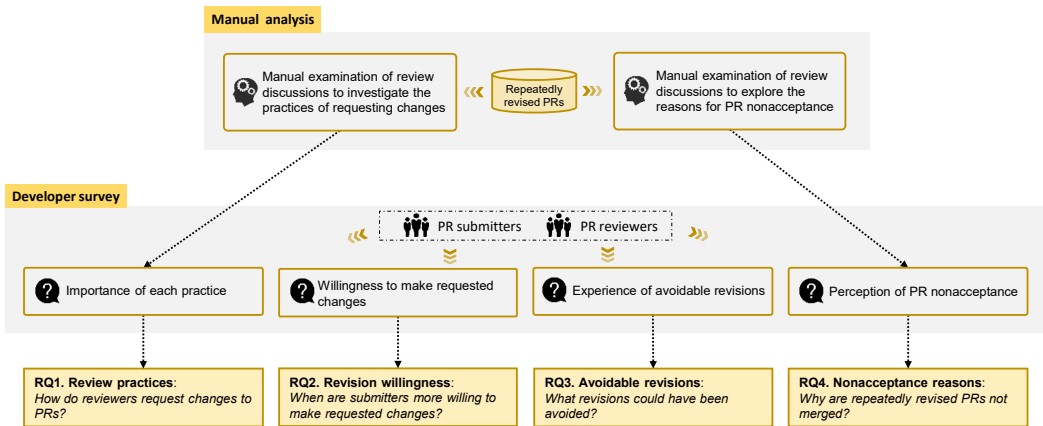 Manual analysis
Manual examination of review
discussions to investigate the
practices of requesting changes
Repeatedly
revised PRs
Manual examination of review
discussions to explore the
reasons for PR nonacceptance
Developer survey
PR submitters
PR reviewers
Importance of each practice
Willingness to make requested
changes
Experience of avoidable revisions
Perception of PR nonacceptance
RQ1. Review practices:
How do reviewers request changes to
PRs?
RQ2. Revision willingness:
When are submitters more willing to
make requested changes?
RQ3. Avoidable revisions:
What revisions could have been
avoided?
RQ4. Nonacceptance reasons:
Why are repeatedly revised PRs not
merged?